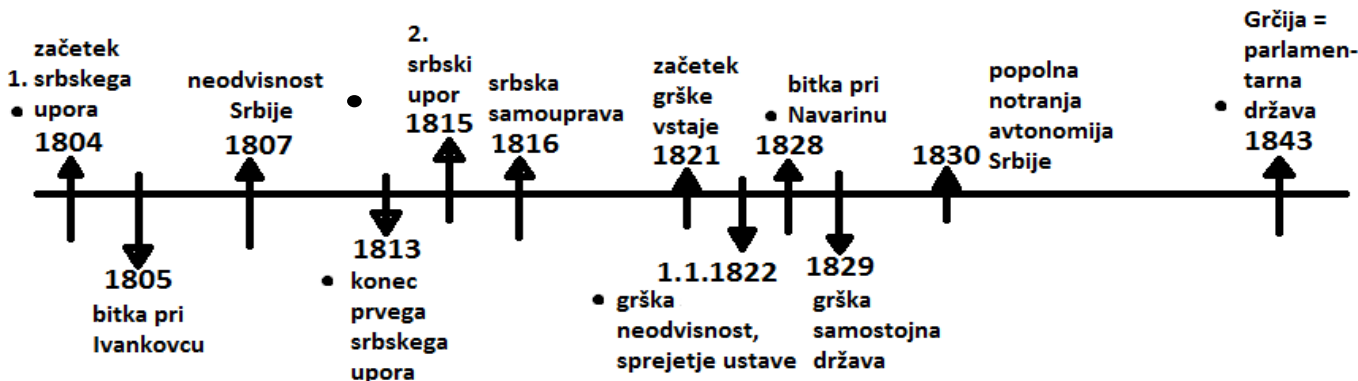 začetek
1. srbskega
• upora
1804
1805
bitka pri
Ivankovcu
neodvisnost
Srbije
1807
•
1813
• konec
prvega
srbskega
upora
2.
srbski
upor
1815
srbska
samouprava
1816
začetek
grške
vstaje
1821
1.1.1822
• grška
neodvisnost,
sprejetje ustave
bitka pri
• Navarinu
1828
1829
grška
samostojna
država
1830
popolna
notranja
avtonomija
Srbije
Grčija =
parlamen-
tarna
• država
1843